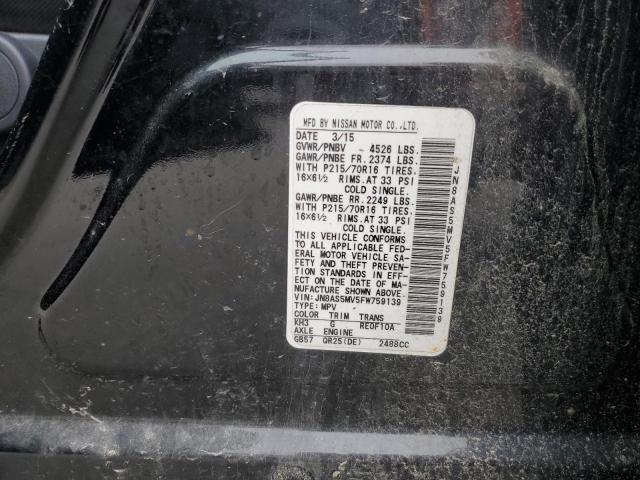 MFD BY NISSAN MOTOR CO.,LTD.
DATE 3/15
GVWR/PNBV - 4526 LBS.
GAWR/PNBE FR. 2374 LBS.
WITH P215/70R16 TIRES.
16X6½ RIMS.AT 33 PSI
COLD SINGLE.
GAWR/PNBE RR. 2249 LBS.
WITH P215/70R16 TIRES.
16X6½ RIMS.AT 33 PSI
COLD SINGLE.
THIS VEHICLE CONFORMS
TO ALL APPLICABLE FED-
ERAL MOTOR VEHICLE SA-
FETY AND THEFT PREVEN-
TION STANDARDS IN EFF-
ECT ON THE DATE OF MA-
NUFACTURE SHOWN ABOVE.
VIN: JN8AS5MV5FW759139
TYPE: MPV
COLOR TRIM TRANS
KH3 G RE0F10A
AXLE ENGINE
GB57 QR25(DE) 2488CC
JN8AS5MV5FW759139